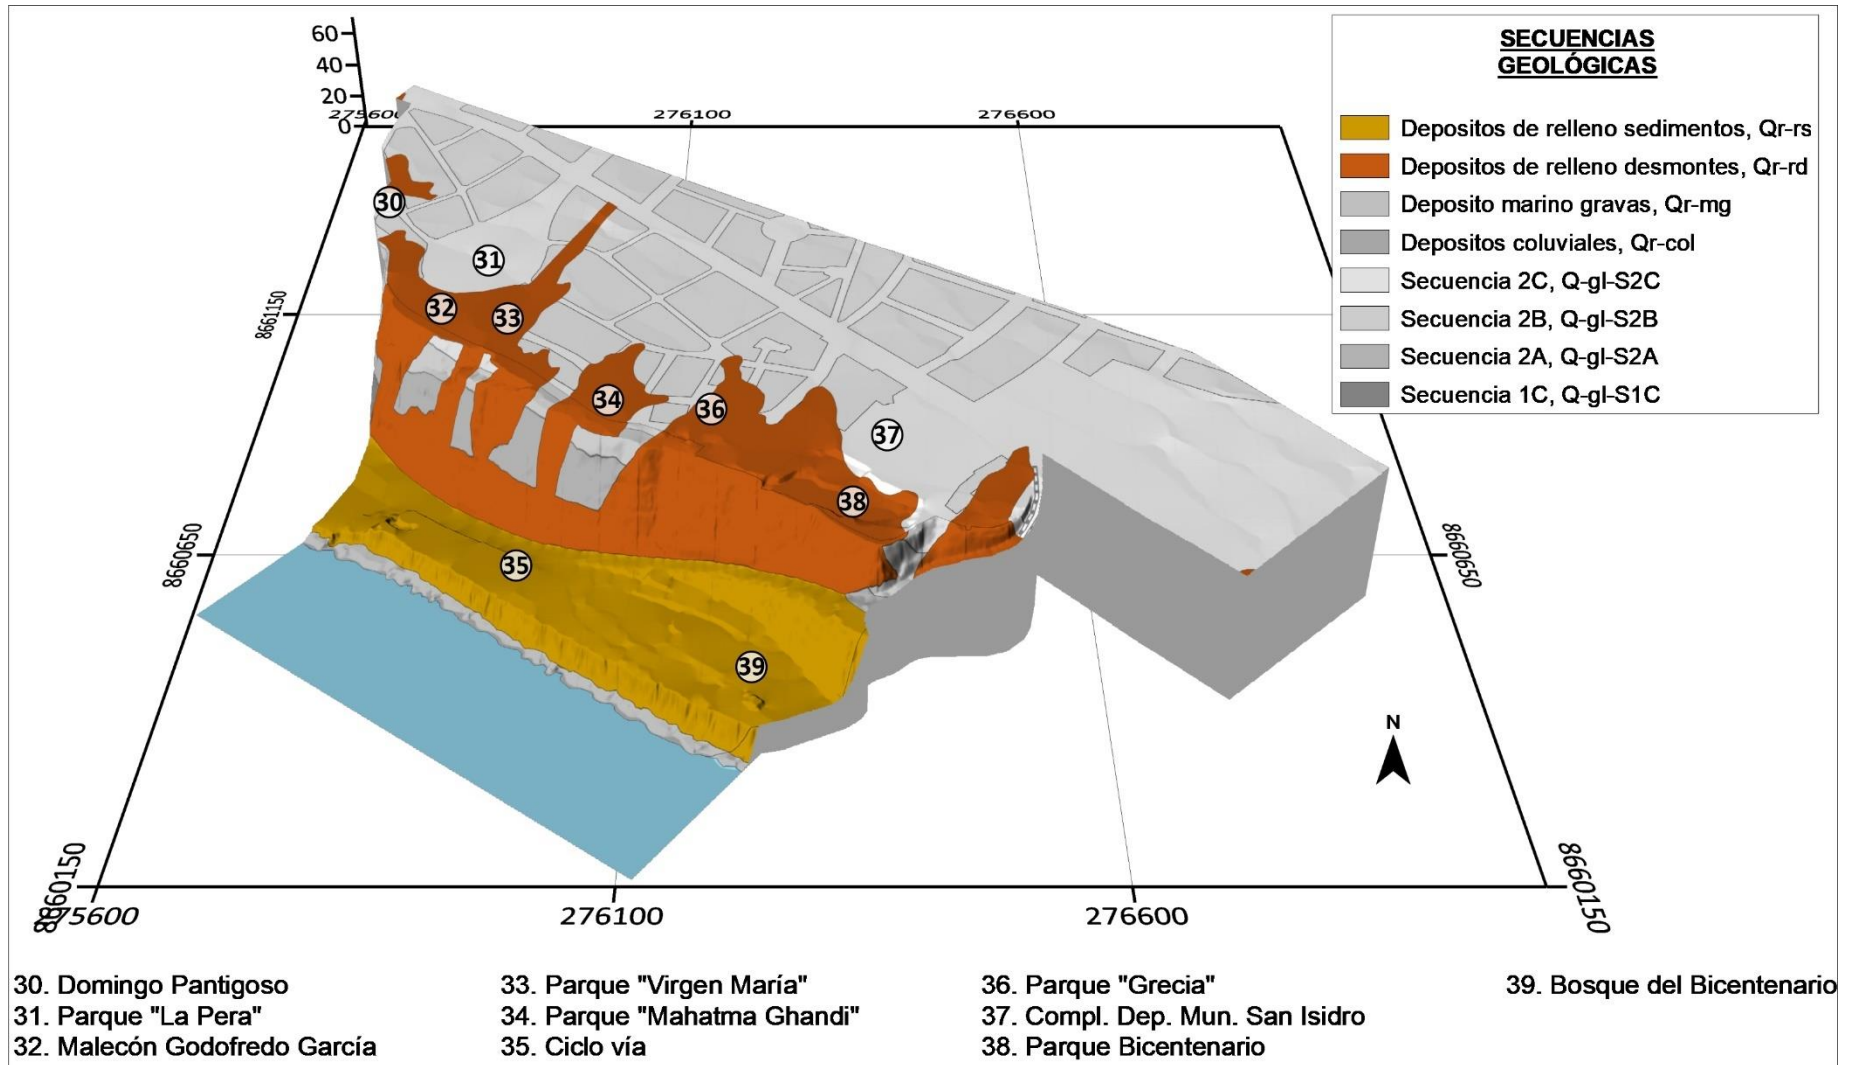 60
40
20
0
275600
276100
276600
8661150
8660650
8660650
8660150
8660150
275600
276100
276600
30
31
32
33
34
36
37
38
35
39
N
SECUENCIAS
GEOLÓGICAS
Depositos de relleno sedimentos, Qr-rs
Depositos de relleno desmontes, Qr-rd
Deposito marino gravas, Qr-mg
Depositos coluviales, Qr-col
Secuencia 2C, Q-gl-S2C
Secuencia 2B, Q-gl-S2B
Secuencia 2A, Q-gl-S2A
Secuencia 1C, Q-gl-S1C
30. Domingo Pantigoso
31. Parque "La Pera"
32. Malecón Godofredo García
33. Parque "Virgen María"
34. Parque "Mahatma Ghandi"
35. Ciclo vía
36. Parque "Grecia"
37. Compl. Dep. Mun. San Isidro
38. Parque Bicentenario
39. Bosque del Bicentenario